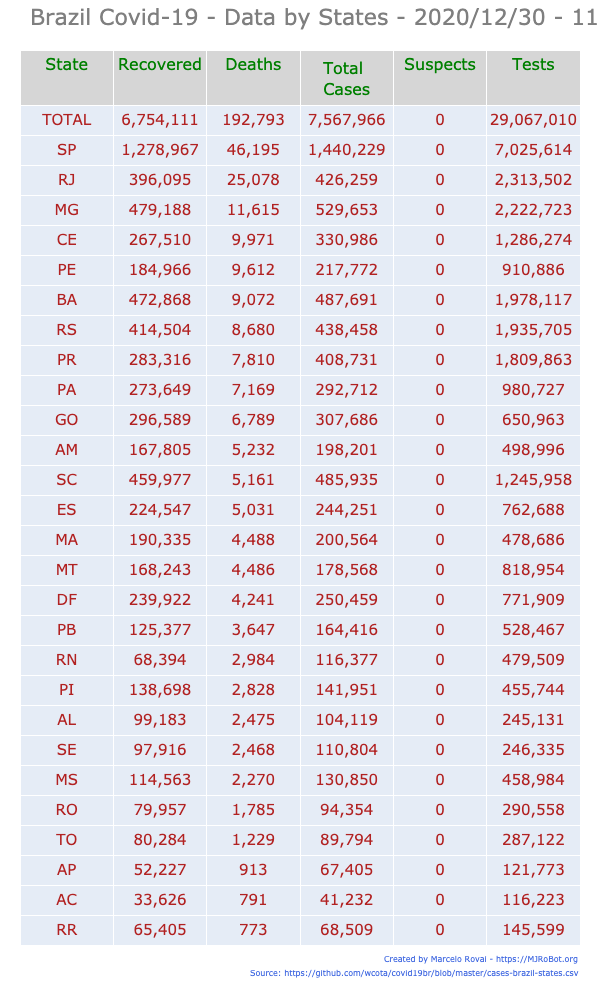 Brazil Covid-19 - Data by States - 2020/12/30 - 11
State Recovered Deaths Total Cases Suspects Tests
TOTAL 6,754,111 192,793 7,567,966 0 29,067,010
SP 1,278,967 46,195 1,440,229 0 7,025,614
RJ 396,095 25,078 426,259 0 2,313,502
MG 479,188 11,615 529,653 0 2,222,723
CE 267,510 9,971 330,986 0 1,286,274
PE 184,966 9,612 217,772 0 910,886
BA 472,868 9,072 487,691 0 1,978,117
RS 414,504 8,680 438,458 0 1,935,705
PR 283,316 7,810 408,731 0 1,809,863
PA 273,649 7,169 292,712 0 980,727
GO 296,589 6,789 307,686 0 650,963
AM 167,805 5,232 198,201 0 498,996
SC 459,977 5,161 485,935 0 1,245,958
ES 224,547 5,031 244,251 0 762,688
MA 190,335 4,488 200,564 0 478,686
MT 168,243 4,486 178,568 0 818,954
DF 239,922 4,241 250,459 0 771,909
PB 125,377 3,647 164,416 0 528,467
RN 68,394 2,984 116,377 0 479,509
PI 138,698 2,828 141,951 0 455,744
AL 99,183 2,475 104,119 0 245,131
SE 97,916 2,468 110,804 0 246,335
MS 114,563 2,270 130,850 0 458,984
RO 79,957 1,785 94,354 0 290,558
TO 80,284 1,229 89,794 0 287,122
AP 52,227 913 67,405 0 121,773
AC 33,626 791 41,232 0 116,223
RR 65,405 773 68,509 0 145,599
Created by Marcelo Rovai - https://MJRoBot.org
Source: https://github.com/wcota/covid19br/blob/master/cases-brazil-states.csv